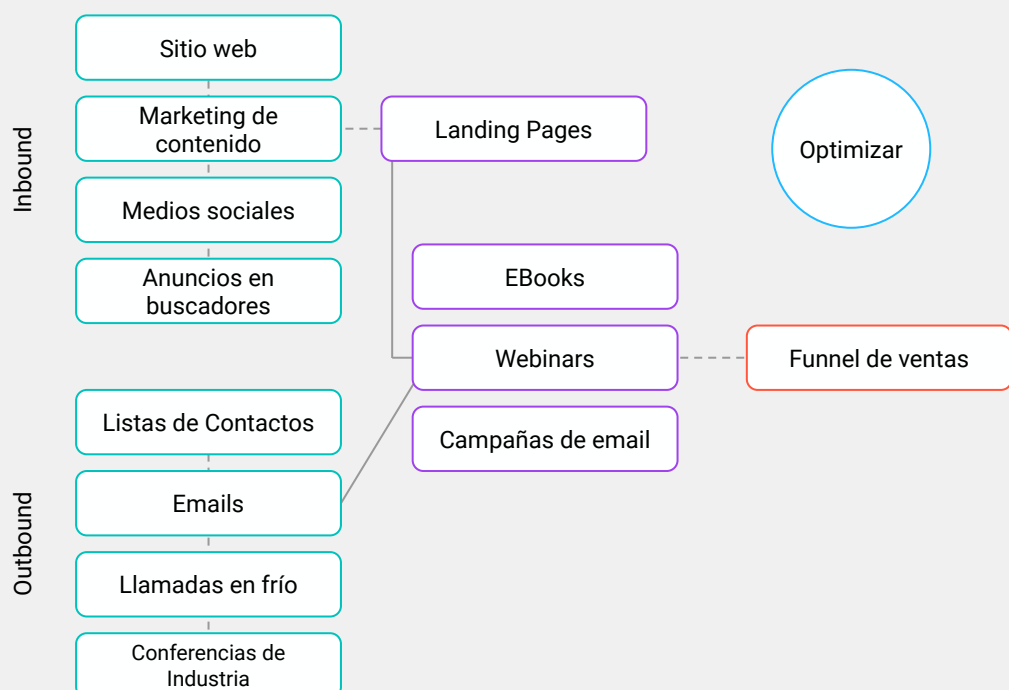 Inbound
Sitio web
Marketing de
contenido
Medios sociales
Anuncios en
buscadores
Landing Pages
Optimizar
EBooks
Webinars
Campañas de email
Funnel de ventas
Outbound
Listas de Contactos
Emails
Llamadas en frío
Conferencias de
Industria